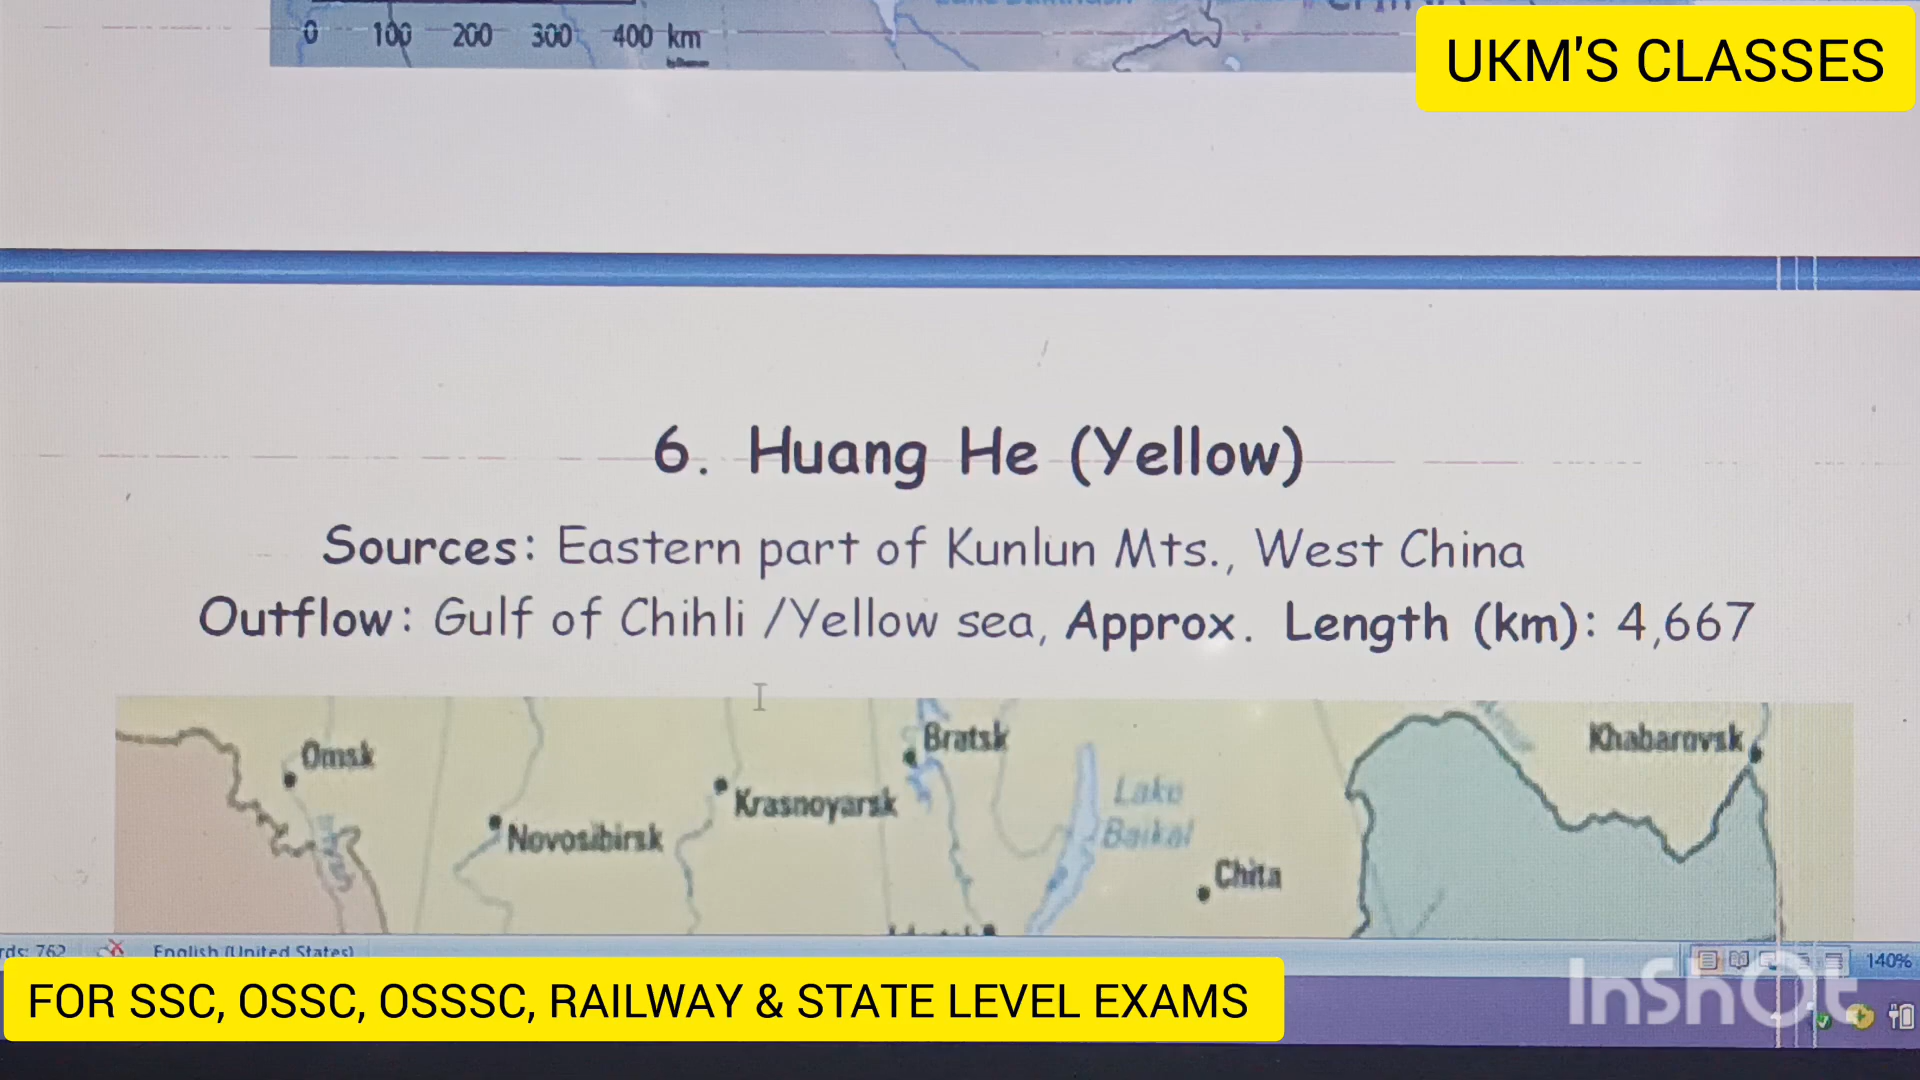 0 100 200 300 400 km
UKM'S CLASSES
6. Huang He (Yellow)
Sources: Eastern part of Kunlun Mts., West China
Outflow: Gulf of Chihli /Yellow sea, Approx. Length (km): 4,667
Omsk
Bratsk
Khabarovsk
Krasnoyarsk
Lake
Baikal
Novosibirsk
Chita
rds: 762 English (United States)
140%
FOR SSC, OSSC, OSSSC, RAILWAY & STATE LEVEL EXAMS
InShOt